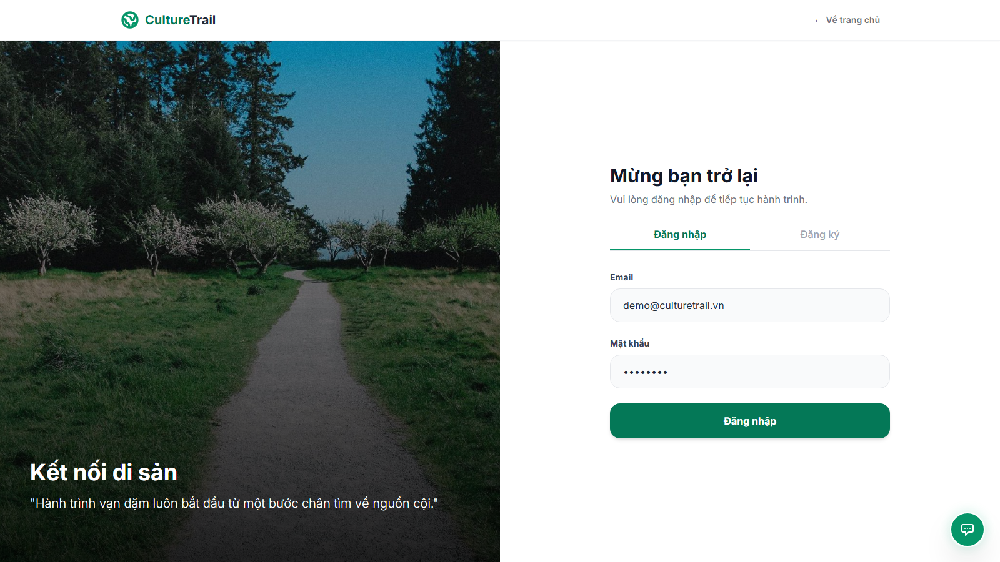 CultureTrail
← Về trang chủ
Mừng bạn trở lại
Vui lòng đăng nhập để tiếp tục hành trình.
Đăng nhập
Đăng ký
Email
demo@culturetrail.vn
Mật khẩu
••••••••
Đăng nhập
Kết nối di sản
"Hành trình vạn dặm luôn bắt đầu từ một bước chân tìm về nguồn cội."